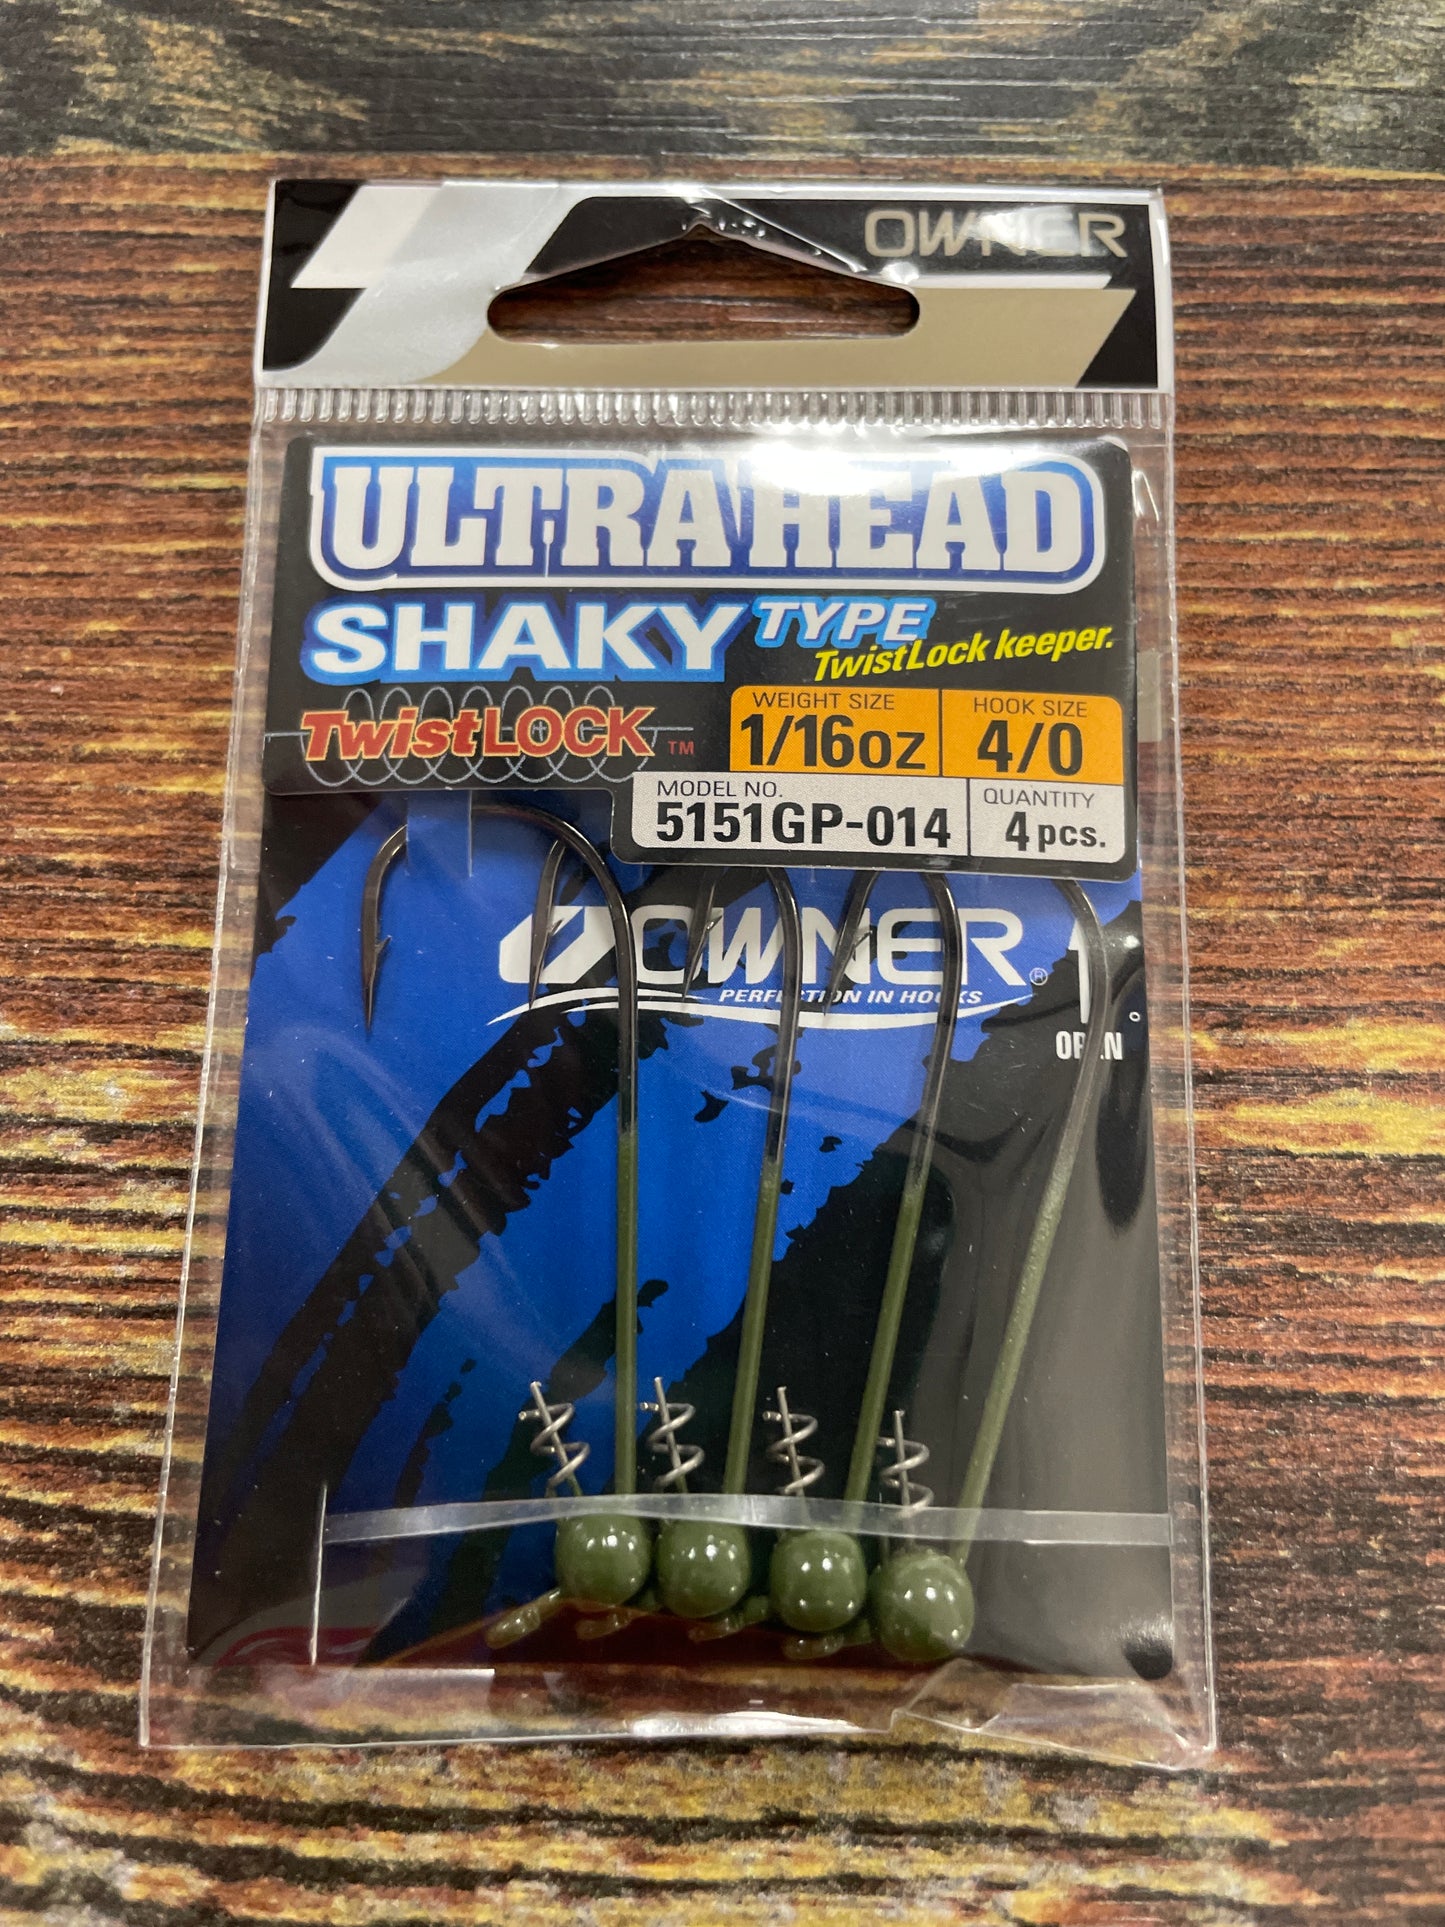 OWNER
ULTRAHEAD
SHAKY TYPE
TwistLock keeper.
TwistLOCK™
WEIGHT SIZE
1/16oz
HOOK SIZE
4/0
MODEL NO.
5151GP-014
QUANTITY
4 pcs.
OWNER®
PERFECTION IN HOOKS
OPEN